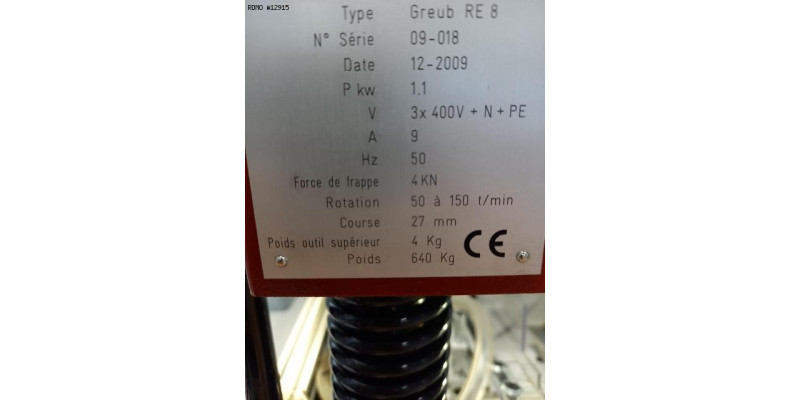 RDMO #12915
Type Greub RE 8
N° Série 09-018
Date 12-2009
P kw 1.1
V 3x 400V + N + PE
A 9
Hz 50
Force de frappe 4KN
Rotation 50 à 150 t/min
Course 27 mm
Poids outil supérieur 4 Kg
Poids 640 Kg
CE